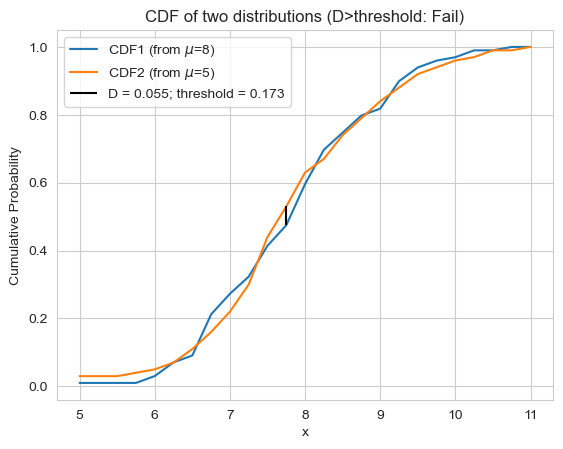 CDF of two distributions (D>threshold: Fail)
CDF1 (from μ=8)
CDF2 (from μ=5)
D = 0.055; threshold = 0.173
Cumulative Probability
1.0
0.8
0.6
0.4
0.2
0.0
5 6 7 8 9 10 11
x